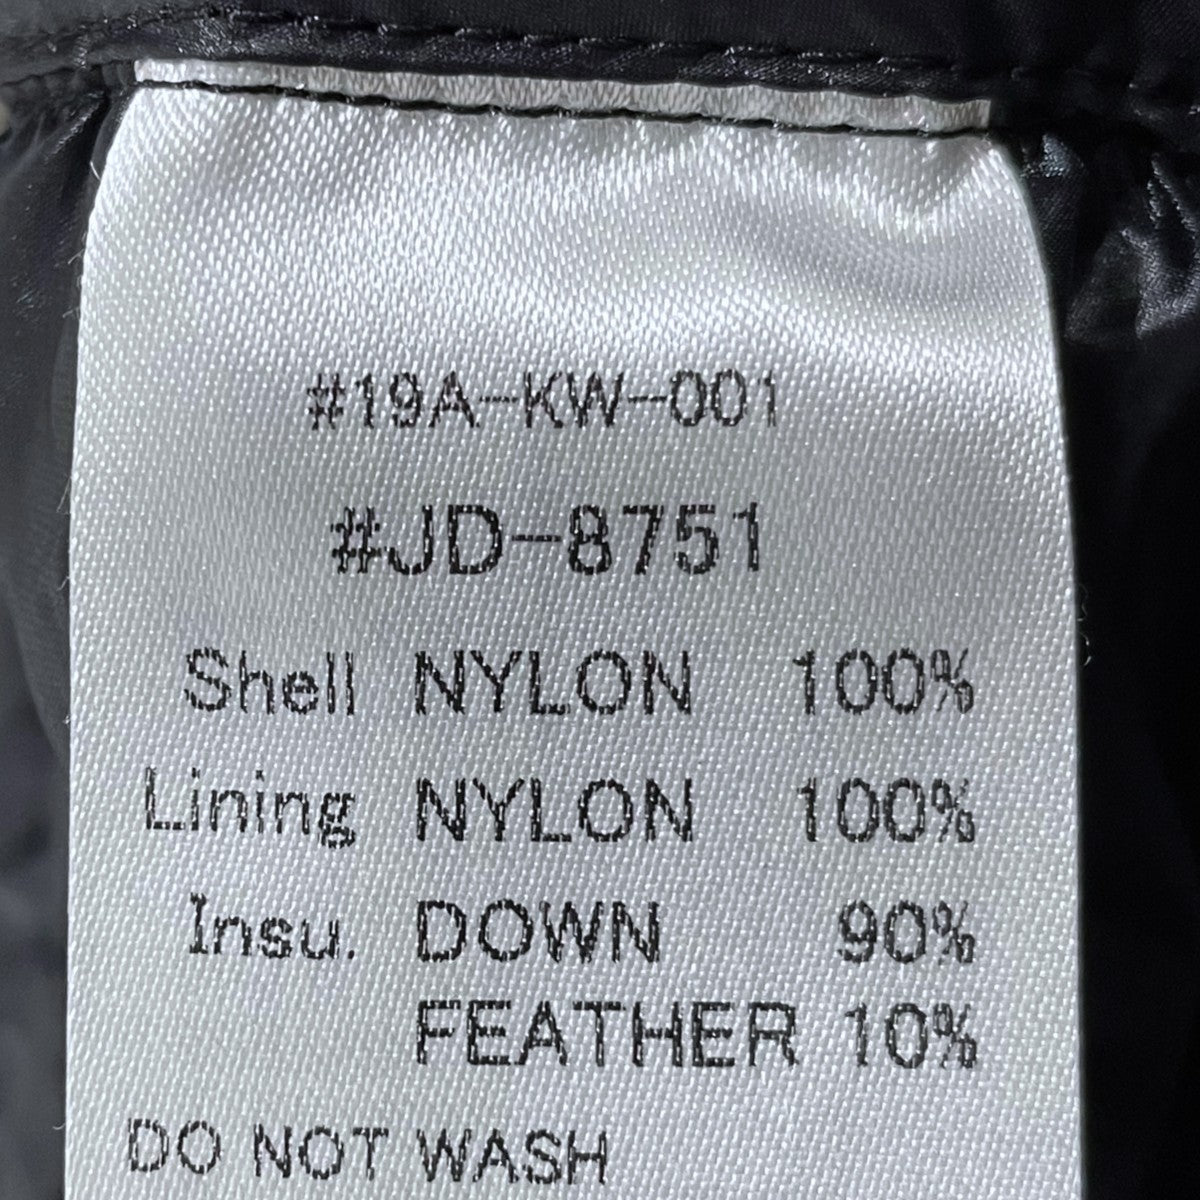 #19A-KW-001
#JD-8751
Shell NYLON 100%
Lining NYLON 100%
Insu. DOWN 90%
FEATHER 10%
DO NOT WASH